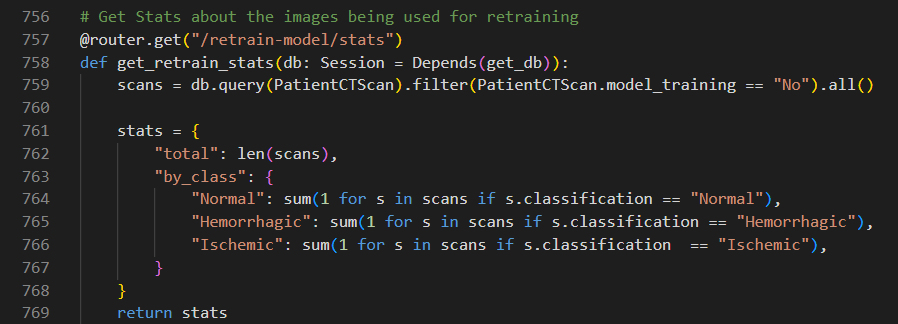 756 # Get Stats about the images being used for retraining
757 @router.get("/retrain-model/stats")
758 def get_retrain_stats(db: Session = Depends(get_db)):
759     scans = db.query(PatientCTScan).filter(PatientCTScan.model_training == "No").all()
760
761     stats = {
762         "total": len(scans),
763         "by_class": {
764             "Normal": sum(1 for s in scans if s.classification == "Normal"),
765             "Hemorrhagic": sum(1 for s in scans if s.classification == "Hemorrhagic"),
766             "Ischemic": sum(1 for s in scans if s.classification  == "Ischemic"),
767         }
768     }
769     return stats